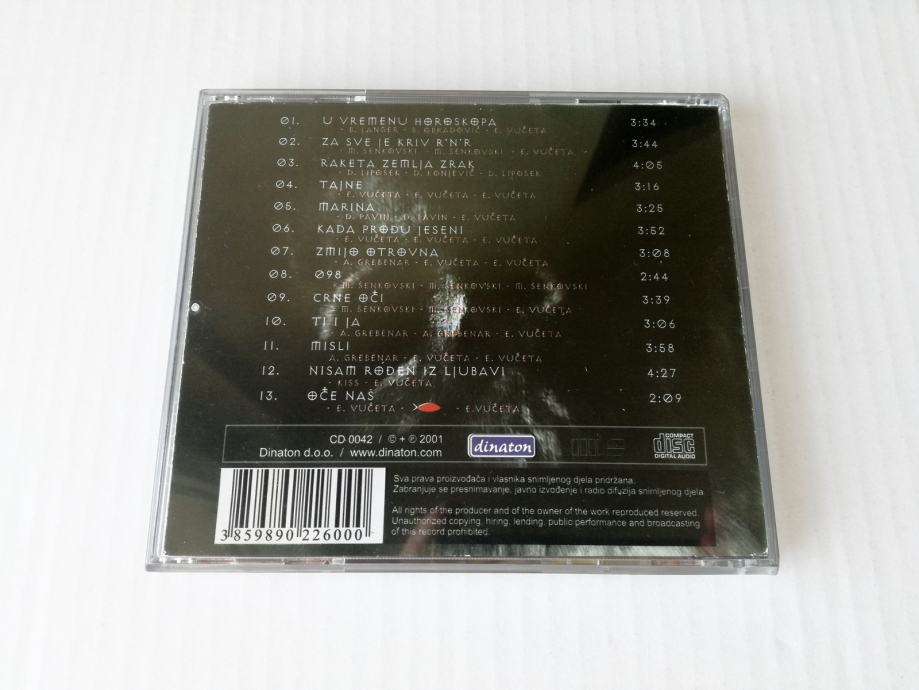 01. U VREMENU HOROSKOPA 3:34
- B. LANGER - B. OBRADOVIĆ - E. VUČETA
02. ZA SVE JE KRIV R'N'R 3:44
- M. SENKOVSKI - M. SENKOVSKI - E. VUČETA
03. RAKETA ZEMLJA ZRAK 4:05
- D. LIPOSEK - D. KONJEVIĆ - D. LIPOSEK
04. TAJNE 3:16
- E. VUČETA - E. VUČETA - E. VUČETA
05. MARINA 3:25
- D. PAVIN - D. PAVIN - E. VUČETA
06. KADA PROĐU JESENI 3:52
- E. VUČETA - E. VUČETA - E. VUČETA
07. ZMIJO OTROVNA 3:08
- A. GREBENAR - E. VUČETA - E. VUČETA
08. 098 2:44
M. SENKOVSKI - M. SENKOVSKI - M. SENKOVSKI
09. CRNE OČI 3:39
M. SENKOVSKI - M. SENKOVSKI - E. VUČETA
10. TI I JA 3:06
- A. GREBENAR - A. GREBENAR - E. VUČETA
11. MISLI 3:58
A. GREBENAR - E. VUČETA - E. VUČETA
12. NISAM ROĐEN IZ LJUBAVI 4:27
- KISS - E. VUČETA
13. OČE NAŠ 2:09
- E. VUČETA - - E.VUČETA
CD 0042 / © + ℗ 2001
Dinaton d.o.o. / www.dinaton.com
dinaton
COMPACT
disc
DIGITAL AUDIO
Sva prava proizvođača i vlasnika snimljenog djela pridržana.
Zabranjuje se presnimavanje, javno izvođenje i radio difuzija snimljenog djela
All rights of the producer and of the owner of the work reproduced reserved.
Unauthorized copying, hiring, lending, public performance and broadcasting
of this record prohibited.
3 859890 226000